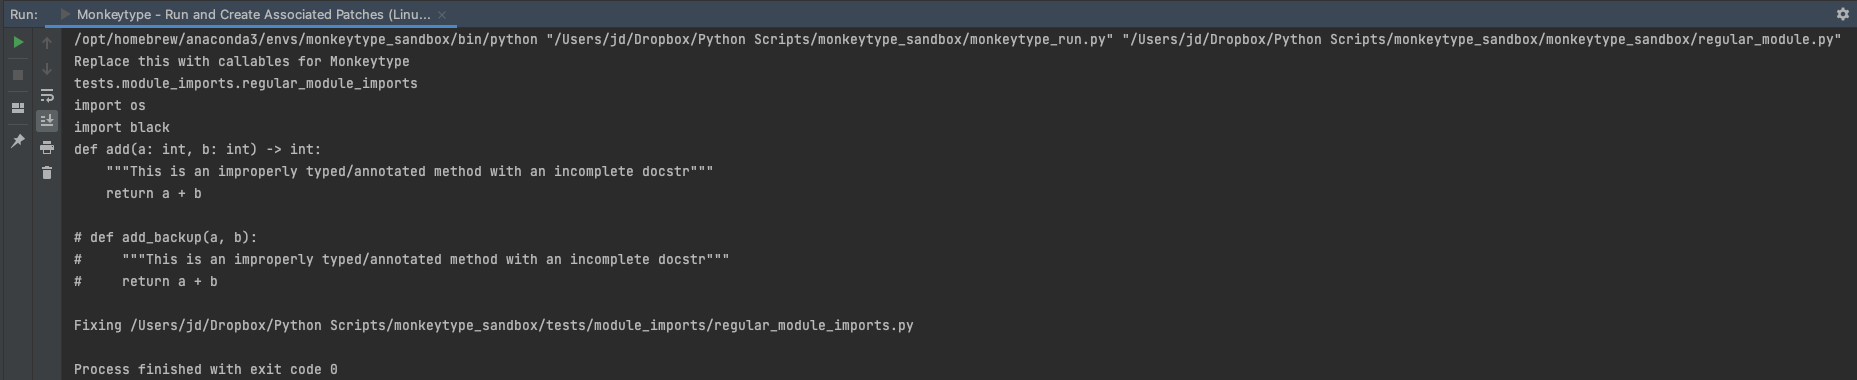 Run: Monkeytype - Run and Create Associated Patches (Linu...
/opt/homebrew/anaconda3/envs/monkeytype_sandbox/bin/python "/Users/jd/Dropbox/Python Scripts/monkeytype_sandbox/monkeytype_run.py" "/Users/jd/Dropbox/Python Scripts/monkeytype_sandbox/monkeytype_sandbox/regular_module.py"
Replace this with callables for Monkeytype
tests.module_imports.regular_module_imports
import os
import black
def add(a: int, b: int) -> int:
    """This is an improperly typed/annotated method with an incomplete docstr"""
    return a + b
# def add_backup(a, b):
#     """This is an improperly typed/annotated method with an incomplete docstr"""
#     return a + b
Fixing /Users/jd/Dropbox/Python Scripts/monkeytype_sandbox/tests/module_imports/regular_module_imports.py
Process finished with exit code 0